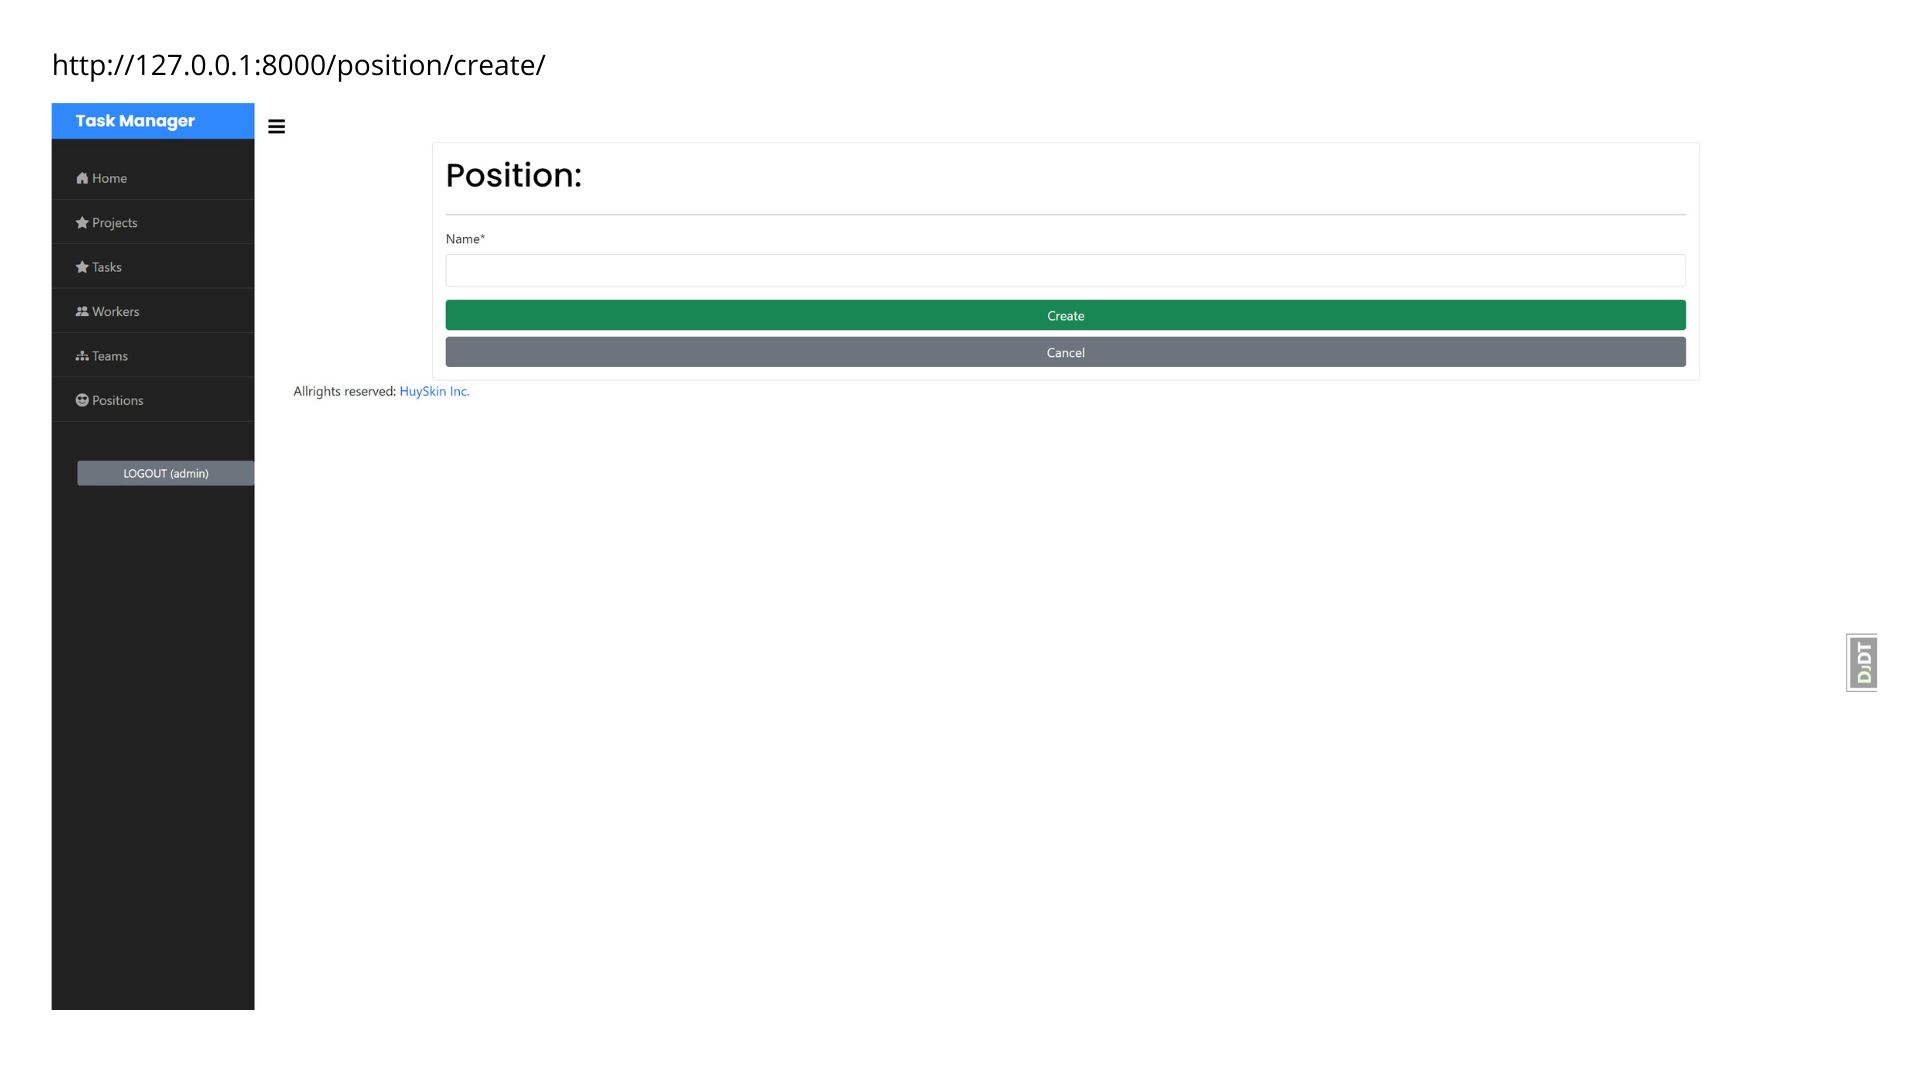 http://127.0.0.1:8000/position/create/
Task Manager
Home
Projects
Tasks
Workers
Teams
Positions
LOGOUT (admin)
Position:
Name*
Create
Cancel
Allrights reserved: HuySkin Inc.
DJDT